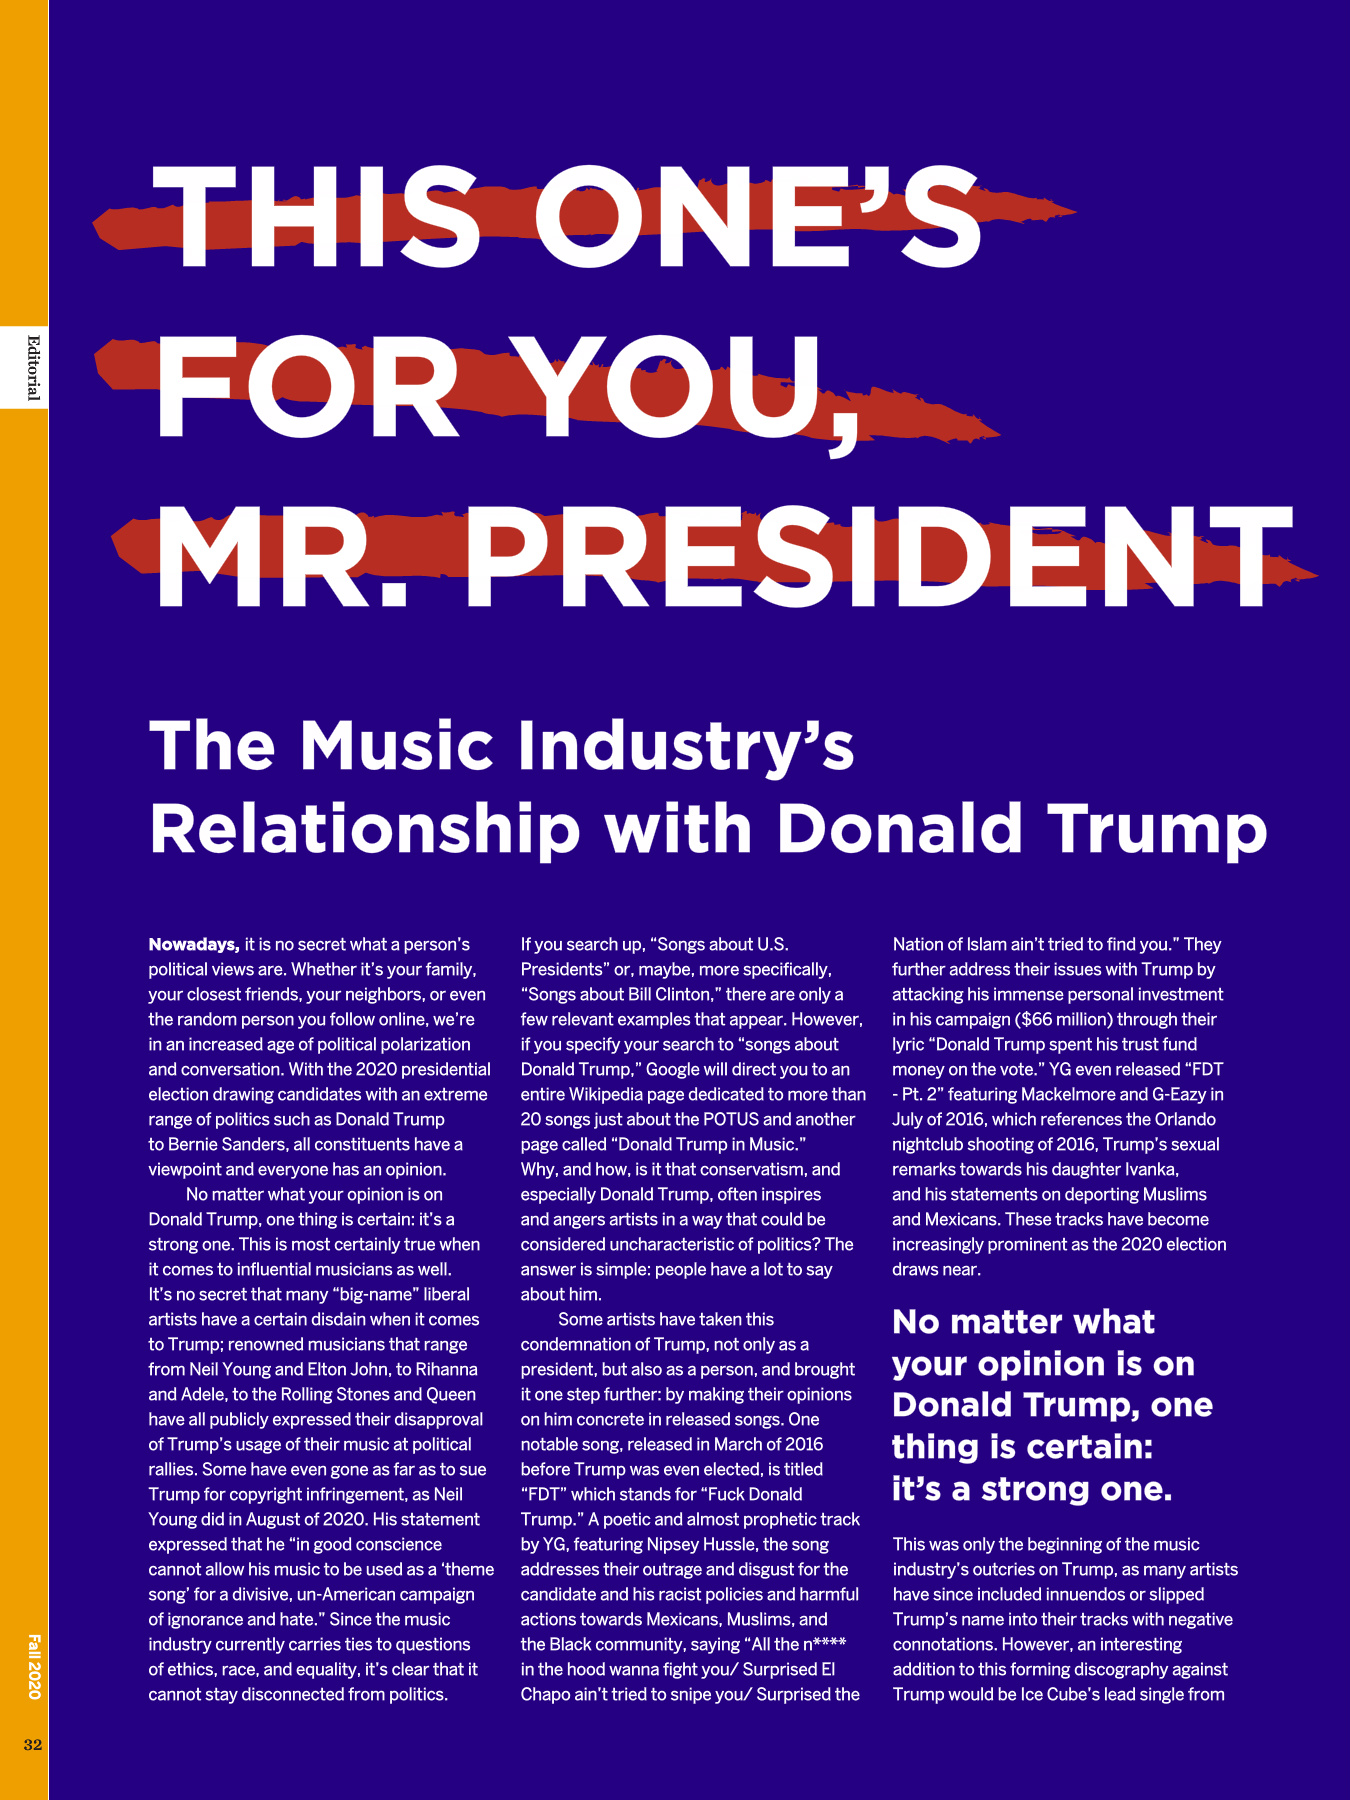 THIS ONE’S
FOR YOU,
MR. PRESIDENT
The Music Industry’s
Relationship with Donald Trump
Nowadays, it is no secret what a person’s
political views are. Whether it’s your family,
your closest friends, your neighbors, or even
the random person you follow online, we’re
in an increased age of political polarization
and conversation. With the 2020 presidential
election drawing candidates with an extreme
range of politics such as Donald Trump
to Bernie Sanders, all constituents have a
viewpoint and everyone has an opinion.
No matter what your opinion is on
Donald Trump, one thing is certain: it’s a
strong one. This is most certainly true when
it comes to influential musicians as well.
It’s no secret that many “big-name” liberal
artists have a certain disdain when it comes
to Trump; renowned musicians that range
from Neil Young and Elton John, to Rihanna
and Adele, to the Rolling Stones and Queen
have all publicly expressed their disapproval
of Trump’s usage of their music at political
rallies. Some have even gone as far as to sue
Trump for copyright infringement, as Neil
Young did in August of 2020. His statement
expressed that he “in good conscience
cannot allow his music to be used as a ‘theme
song’ for a divisive, un-American campaign
of ignorance and hate.” Since the music
industry currently carries ties to questions
of ethics, race, and equality, it’s clear that it
cannot stay disconnected from politics.
If you search up, “Songs about U.S.
Presidents” or, maybe, more specifically,
“Songs about Bill Clinton,” there are only a
few relevant examples that appear. However,
if you specify your search to “songs about
Donald Trump,” Google will direct you to an
entire Wikipedia page dedicated to more than
20 songs just about the POTUS and another
page called “Donald Trump in Music.”
Why, and how, is it that conservatism, and
especially Donald Trump, often inspires
and angers artists in a way that could be
considered uncharacteristic of politics? The
answer is simple: people have a lot to say
about him.
Some artists have taken this
condemnation of Trump, not only as a
president, but also as a person, and brought
it one step further: by making their opinions
on him concrete in released songs. One
notable song, released in March of 2016
before Trump was even elected, is titled
“FDT” which stands for “Fuck Donald
Trump.” A poetic and almost prophetic track
by YG, featuring Nipsey Hussle, the song
addresses their outrage and disgust for the
candidate and his racist policies and harmful
actions towards Mexicans, Muslims, and
the Black community, saying “All the n****
in the hood wanna fight you/ Surprised El
Chapo ain’t tried to snipe you/ Surprised the
Nation of Islam ain’t tried to find you.” They
further address their issues with Trump by
attacking his immense personal investment
in his campaign ($66 million) through their
lyric “Donald Trump spent his trust fund
money on the vote.” YG even released “FDT
- Pt. 2” featuring Mackelmore and G-Eazy in
July of 2016, which references the Orlando
nightclub shooting of 2016, Trump’s sexual
remarks towards his daughter Ivanka,
and his statements on deporting Muslims
and Mexicans. These tracks have become
increasingly prominent as the 2020 election
draws near.
No matter what
your opinion is on
Donald Trump, one
thing is certain:
it’s a strong one.
This was only the beginning of the music
industry’s outcries on Trump, as many artists
have since included innuendos or slipped
Trump’s name into their tracks with negative
connotations. However, an interesting
addition to this forming discography against
Trump would be Ice Cube’s lead single from
Editorial
Fall 2020
32